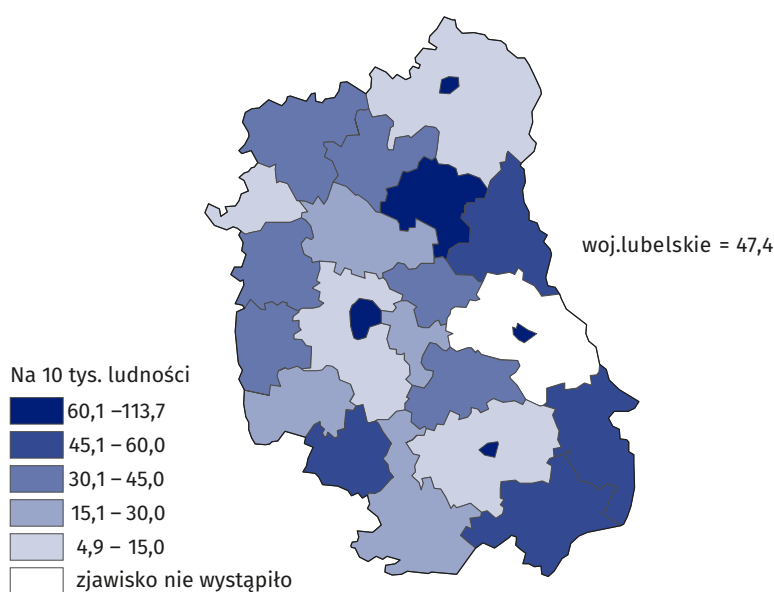 woj.lubelskie = 47,4
Na 10 tys. ludności
60,1 –113,7
45,1 – 60,0
30,1 – 45,0
15,1 – 30,0
4,9 – 15,0
zjawisko nie wystąpiło